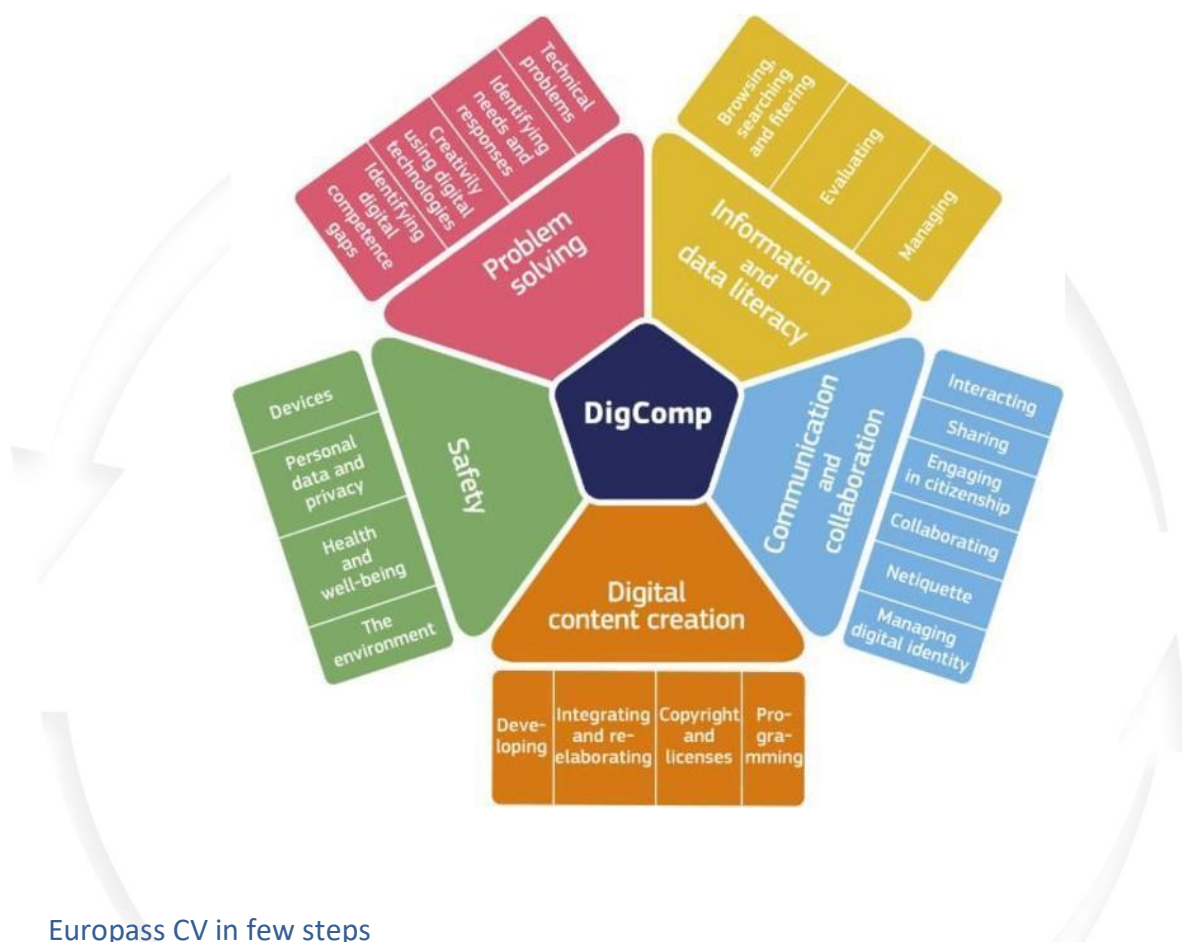 Technical
problems
Identifying
needs and
responses
Creativily
using digital
technologies
Identifying
digital
competence
gaps
Problem
solving
Browsing,
searching
and fitering
Evaluating
Managing
Information
and
data literacy
DigComp
Devices
Personal
data and
privacy
Health
and
well-being
The
environment
Safety
Communication
and
collaboration
Interacting
Sharing
Engaging
in citizenship
Collaborating
Netiquette
Managing
digital identity
Digital
content creation
Deve-
loping
Integrating
and re-
elaborating
Copyright
and
licenses
Pro-
gra-
mming
Europass CV in few steps